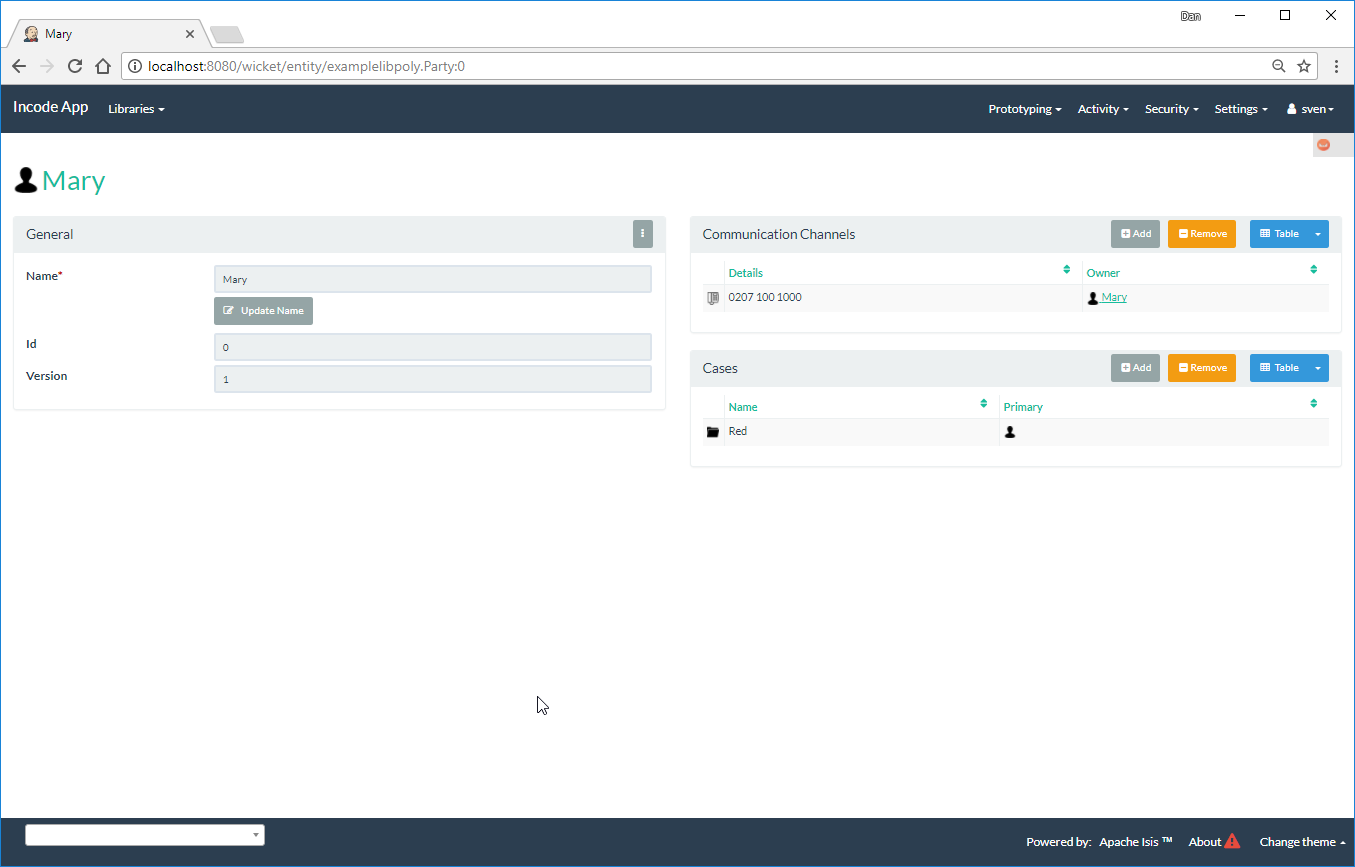 Dan
Mary
localhost:8080/wicket/entity/examplelibpoly.Party:0
Incode App Libraries Prototyping Activity Security Settings sven
Mary
General
Name*
Mary
Update Name
Id
0
Version
1
Communication Channels Add Remove Table
Details Owner
0207 100 1000 Mary
Cases Add Remove Table
Name Primary
Red
Powered by: Apache Isis ™ About Change theme